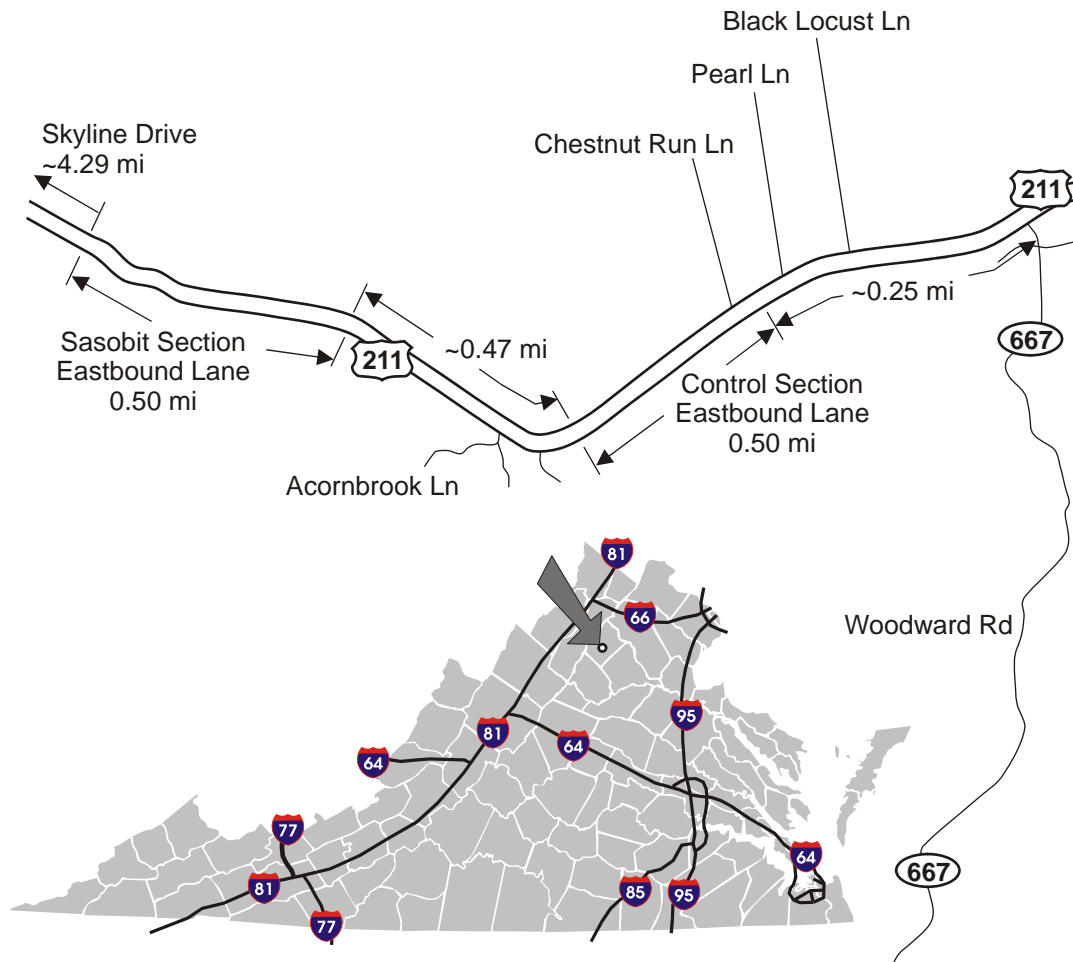 Black Locust Ln
Pearl Ln
Chestnut Run Ln
Skyline Drive
~4.29 mi
211
~0.25 mi
667
Sasobit Section
Eastbound Lane
0.50 mi
211
~0.47 mi
Control Section
Eastbound Lane
0.50 mi
Acornbrook Ln
Woodward Rd
81
66
95
81
64
64
77
81
77
85
95
64
667